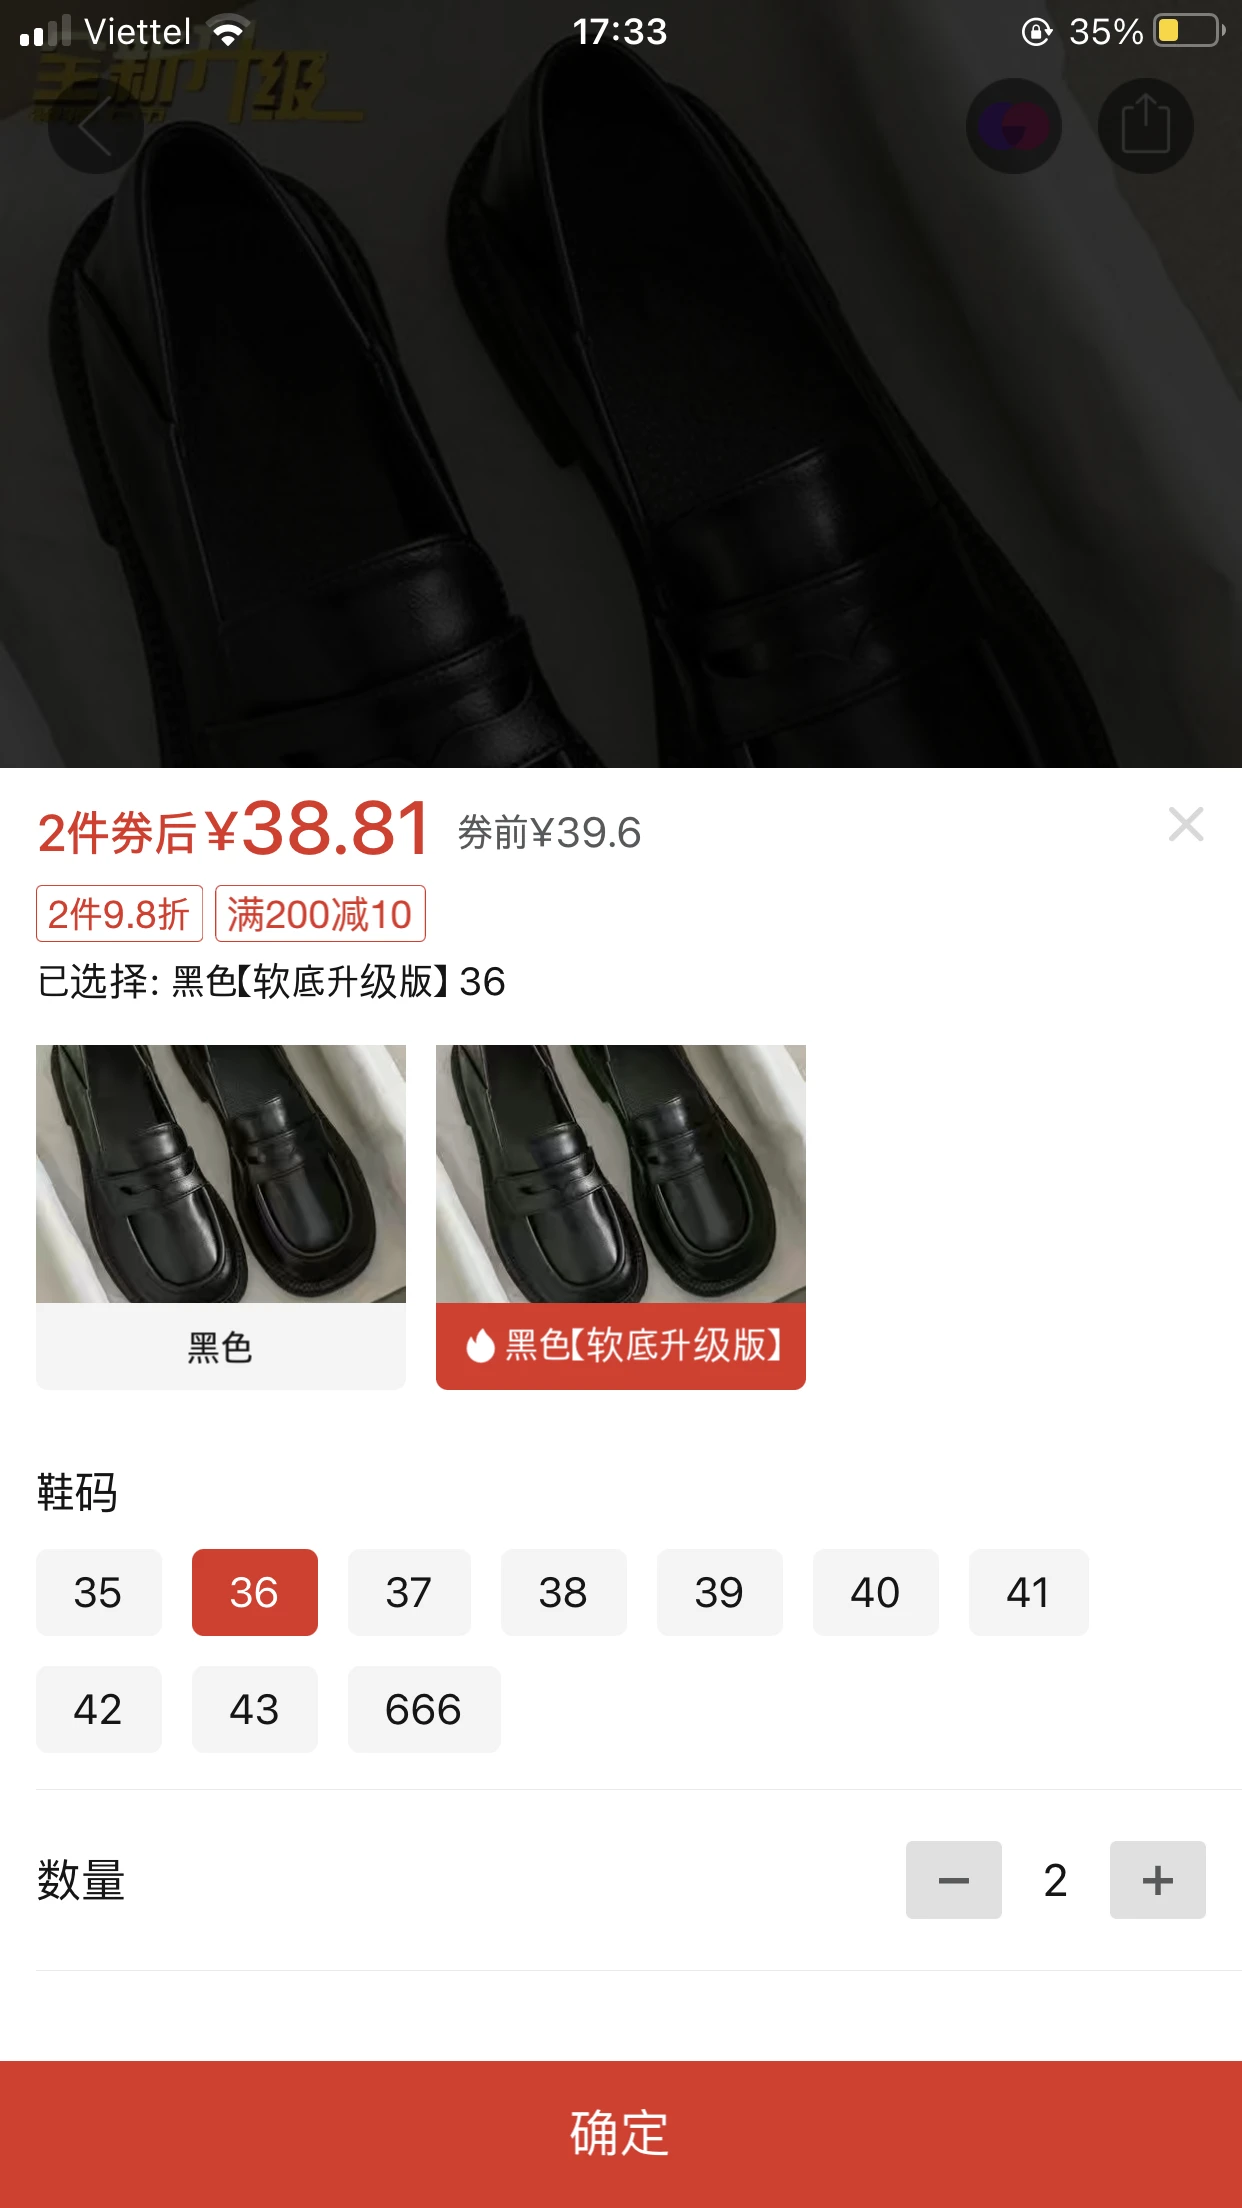 Viettel 17:33 35%
全新升级
2件券后¥38.81 券前¥39.6
2件9.8折 满200减10
已选择: 黑色【软底升级版】36
黑色 黑色【软底升级版】
鞋码
35 36 37 38 39 40 41
42 43 666
数量 2
确定